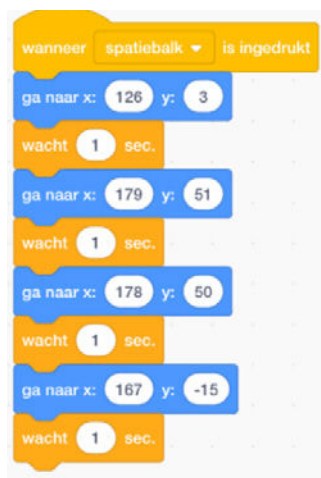 wanneer spatiebalk is ingedrukt
ga naar x: 126 y: 3
wacht 1 sec.
ga naar x: 179 y: 51
wacht 1 sec.
ga naar x: 178 y: 50
wacht 1 sec.
ga naar x: 167 y: -15
wacht 1 sec.